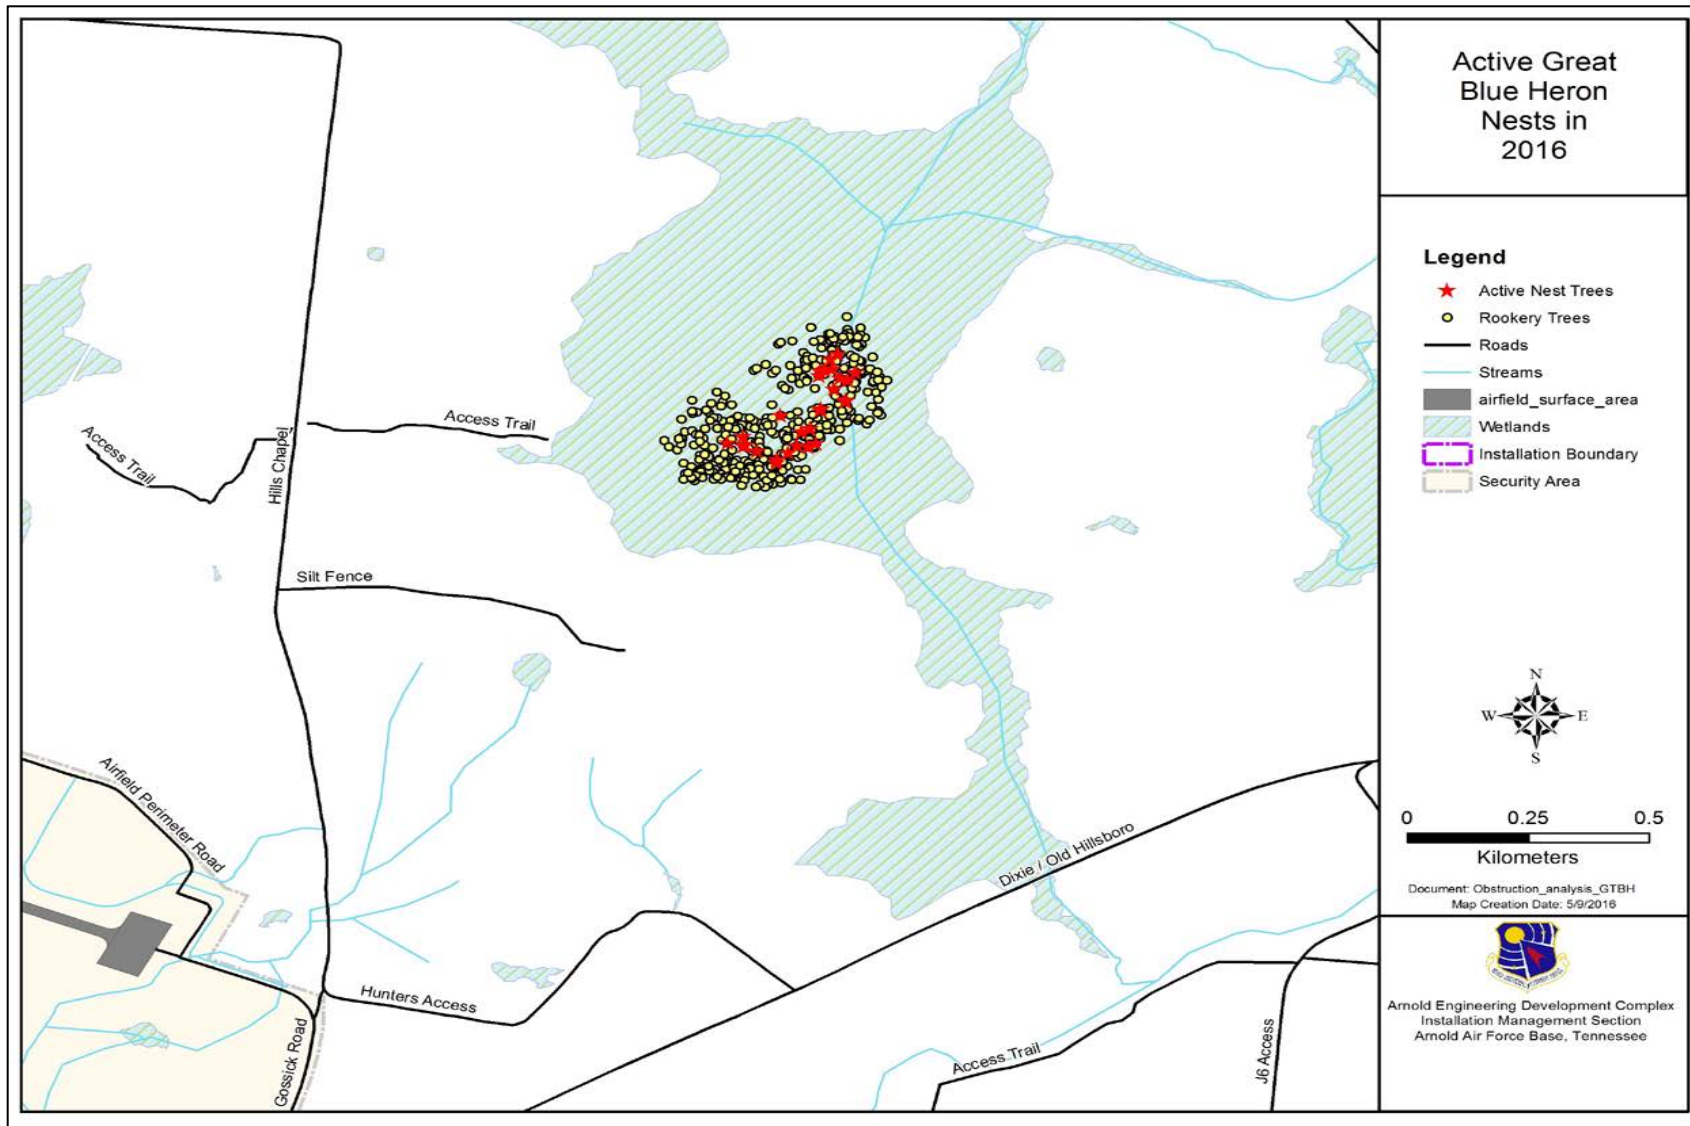 Active Great
Blue Heron
Nests in
2016
Legend
Active Nest Trees
Rookery Trees
Roads
Streams
airfield_surface_area
Wetlands
Installation Boundary
Security Area
N
W
E
S
0 0.25 0.5
Kilometers
Document: Obstruction_analysis_GTBH
Map Creation Date: 5/9/2016
Arnold Engineering Development Complex
Installation Management Section
Arnold Air Force Base, Tennessee
Access Trail
Access Trail
Hills Chapel
Silt Fence
Airfield Perimeter Road
Dixie / Old Hillsboro
Hunters Access
Gossick Road
Access Trail
J6 Access